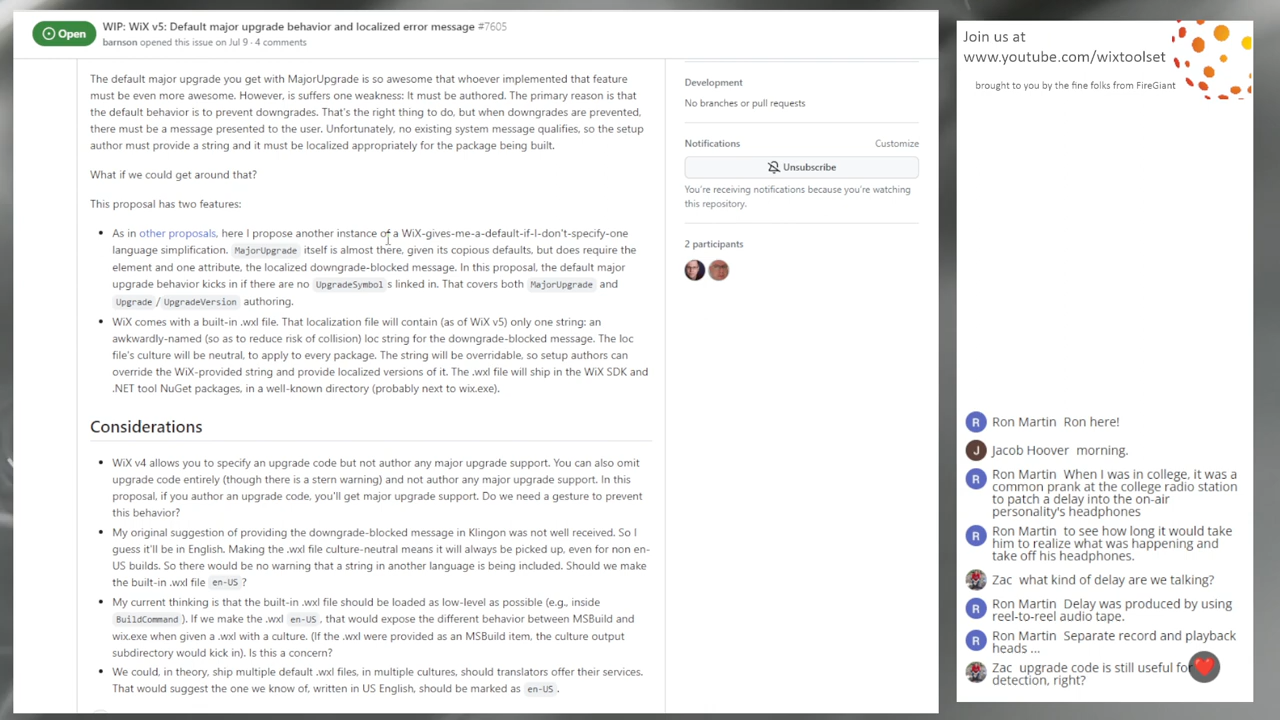 Open
WIP: WiX v5: Default major upgrade behavior and localized error message #7605
barnson opened this issue on Jul 9 · 4 comments
The default major upgrade you get with MajorUpgrade is so awesome that whoever implemented that feature
must be even more awesome. However, is suffers one weakness: It must be authored. The primary reason is that
the default behavior is to prevent downgrades. That's the right thing to do, but when downgrades are prevented,
there must be a message presented to the user. Unfortunately, no existing system message qualifies, so the setup
author must provide a string and it must be localized appropriately for the package being built.
What if we could get around that?
This proposal has two features:
• As in other proposals, here I propose another instance of a WiX-gives-me-a-default-if-I-don't-specify-one
language simplification. MajorUpgrade itself is almost there, given its copious defaults, but does require the
element and one attribute, the localized downgrade-blocked message. In this proposal, the default major
upgrade behavior kicks in if there are no UpgradeSymbol s linked in. That covers both MajorUpgrade and
Upgrade / UpgradeVersion authoring.
• WiX comes with a built-in .wxl file. That localization file will contain (as of WiX v5) only one string: an
awkwardly-named (so as to reduce risk of collision) loc string for the downgrade-blocked message. The loc
file's culture will be neutral, to apply to every package. The string will be overridable, so setup authors can
override the WiX-provided string and provide localized versions of it. The .wxl file will ship in the WiX SDK and
.NET tool NuGet packages, in a well-known directory (probably next to wix.exe).
Considerations
• WiX v4 allows you to specify an upgrade code but not author any major upgrade support. You can also omit
upgrade code entirely (though there is a stern warning) and not author any major upgrade support. In this
proposal, if you author an upgrade code, you'll get major upgrade support. Do we need a gesture to prevent
this behavior?
• My original suggestion of providing the downgrade-blocked message in Klingon was not well received. So I
guess it'll be in English. Making the .wxl file culture-neutral means it will always be picked up, even for non en-
US builds. So there would be no warning that a string in another language is being included. Should we make
the built-in .wxl file en-US ?
• My current thinking is that the built-in .wxl file should be loaded as low-level as possible (e.g., inside
BuildCommand ). If we make the .wxl en-US , that would expose the different behavior between MSBuild and
wix.exe when given a .wxl with a culture. (If the .wxl were provided as an MSBuild item, the culture output
subdirectory would kick in). Is this a concern?
• We could, in theory, ship multiple default .wxl files, in multiple cultures, should translators offer their services.
That would suggest the one we know of, written in US English, should be marked as en-US .
Development
No branches or pull requests
Notifications
Customize
Unsubscribe
You're receiving notifications because you're watching
this repository.
2 participants
Join us at
www.youtube.com/wixtoolset
brought to you by the fine folks from FireGiant
R Ron Martin Ron here!
J Jacob Hoover morning.
R Ron Martin When I was in college, it was a
common prank at the college radio station
to patch a delay into the on-air
personality's headphones
R Ron Martin to see how long it would take
him to realize what was happening and
take off his headphones.
Zac what kind of delay are we talking?
R Ron Martin Delay was produced by using
reel-to-reel audio tape.
R Ron Martin Separate record and playback
heads ...
Zac upgrade code is still useful for
detection, right?